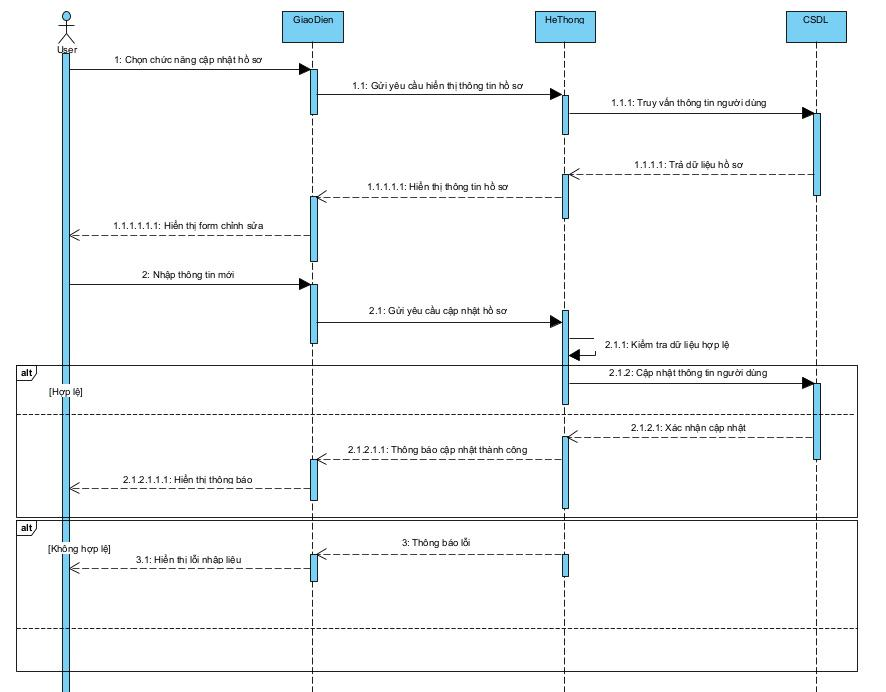 GiaoDien
HeThong
CSDL
User
1: Chọn chức năng cập nhật hồ sơ
1.1: Gửi yêu cầu hiển thị thông tin hồ sơ
1.1.1: Truy vấn thông tin người dùng
1.1.1.1: Trả dữ liệu hồ sơ
1.1.1.1.1: Hiển thị thông tin hồ sơ
1.1.1.1.1.1: Hiển thị form chỉnh sửa
2: Nhập thông tin mới
2.1: Gửi yêu cầu cập nhật hồ sơ
2.1.1: Kiểm tra dữ liệu hợp lệ
alt
2.1.2: Cập nhật thông tin người dùng
[Hợp lệ]
2.1.2.1: Xác nhận cập nhật
2.1.2.1.1: Thông báo cập nhật thành công
2.1.2.1.1.1: Hiển thị thông báo
alt
[Không hợp lệ]
3: Thông báo lỗi
3.1: Hiển thị lỗi nhập liệu